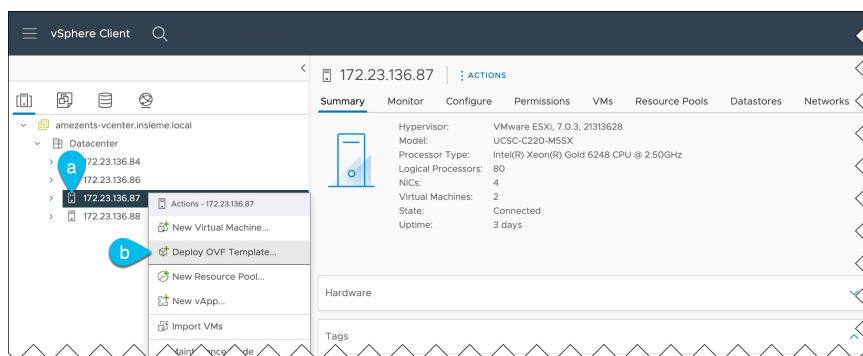 vSphere Client
172.23.136.87
ACTIONS
Summary Monitor Configure Permissions VMs Resource Pools Datastores Networks
amezents-vcenter.insieme.local
Datacenter
172.23.136.84
172.23.136.86
172.23.136.87
172.23.136.88
a
b
Actions - 172.23.136.87
New Virtual Machine...
Deploy OVF Template...
New Resource Pool...
New vApp...
Import VMs
Hypervisor: VMware ESXi, 7.0.3, 21313628
Model: UCSC-C220-M5SX
Processor Type: Intel(R) Xeon(R) Gold 6248 CPU @ 2.50GHz
Logical Processors: 80
NICs: 4
Virtual Machines: 2
State: Connected
Uptime: 3 days
Hardware
Tags